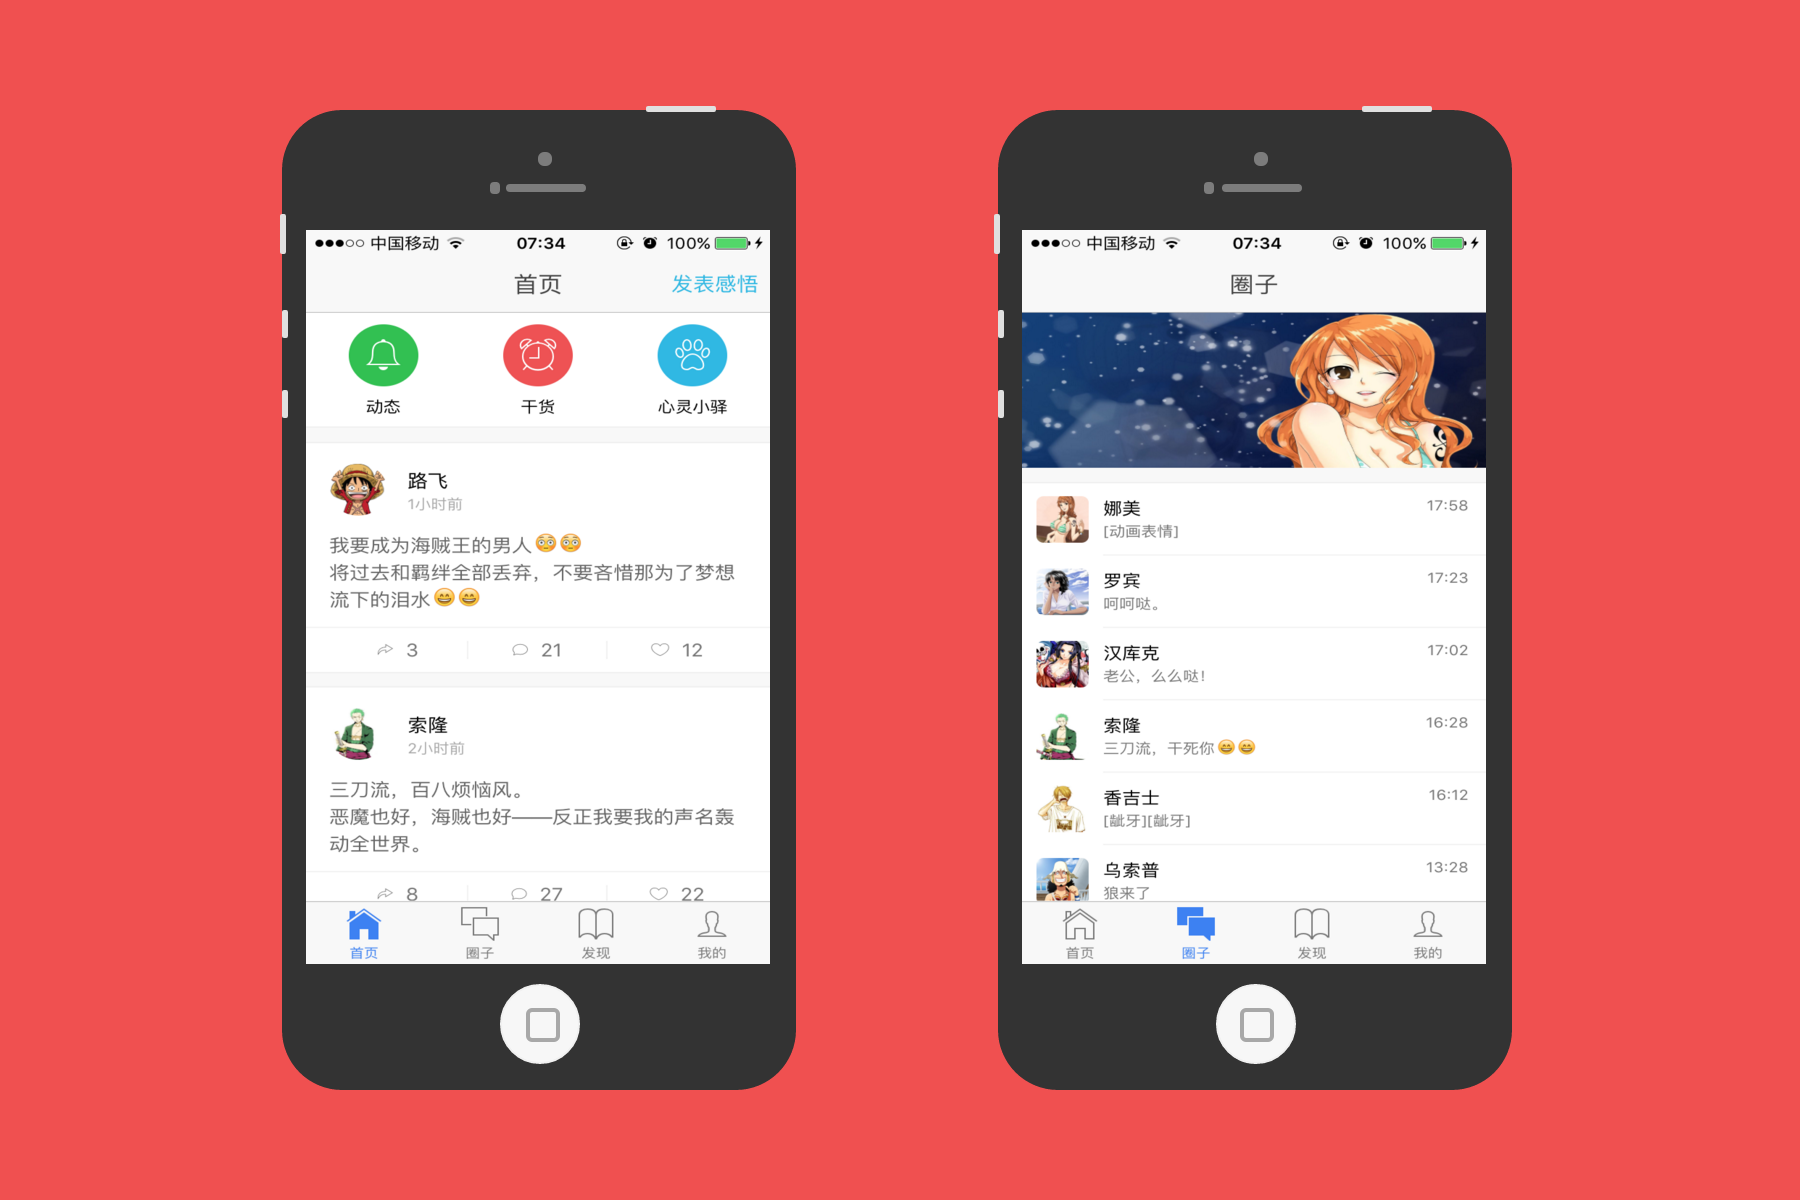 中国移动 07:34 100%
首页 发表感悟
动态 干货 心灵小驿
路飞
1小时前
我要成为海贼王的男人😳😳
将过去和羁绊全部丢弃，不要吝惜那为了梦想
流下的泪水😄😄
3 21 12
索隆
2小时前
三刀流，百八烦恼风。
恶魔也好，海贼也好——反正我要我的声名轰
动全世界。
8 27 22
首页 圈子 发现 我的
中国移动 07:34 100%
圈子
娜美 17:58
[动画表情]
罗宾 17:23
呵呵哒。
汉库克 17:02
老公，么么哒！
索隆 16:28
三刀流，干死你😄😄
香吉士 16:12
[龇牙][龇牙]
乌索普 13:28
狼来了
首页 圈子 发现 我的